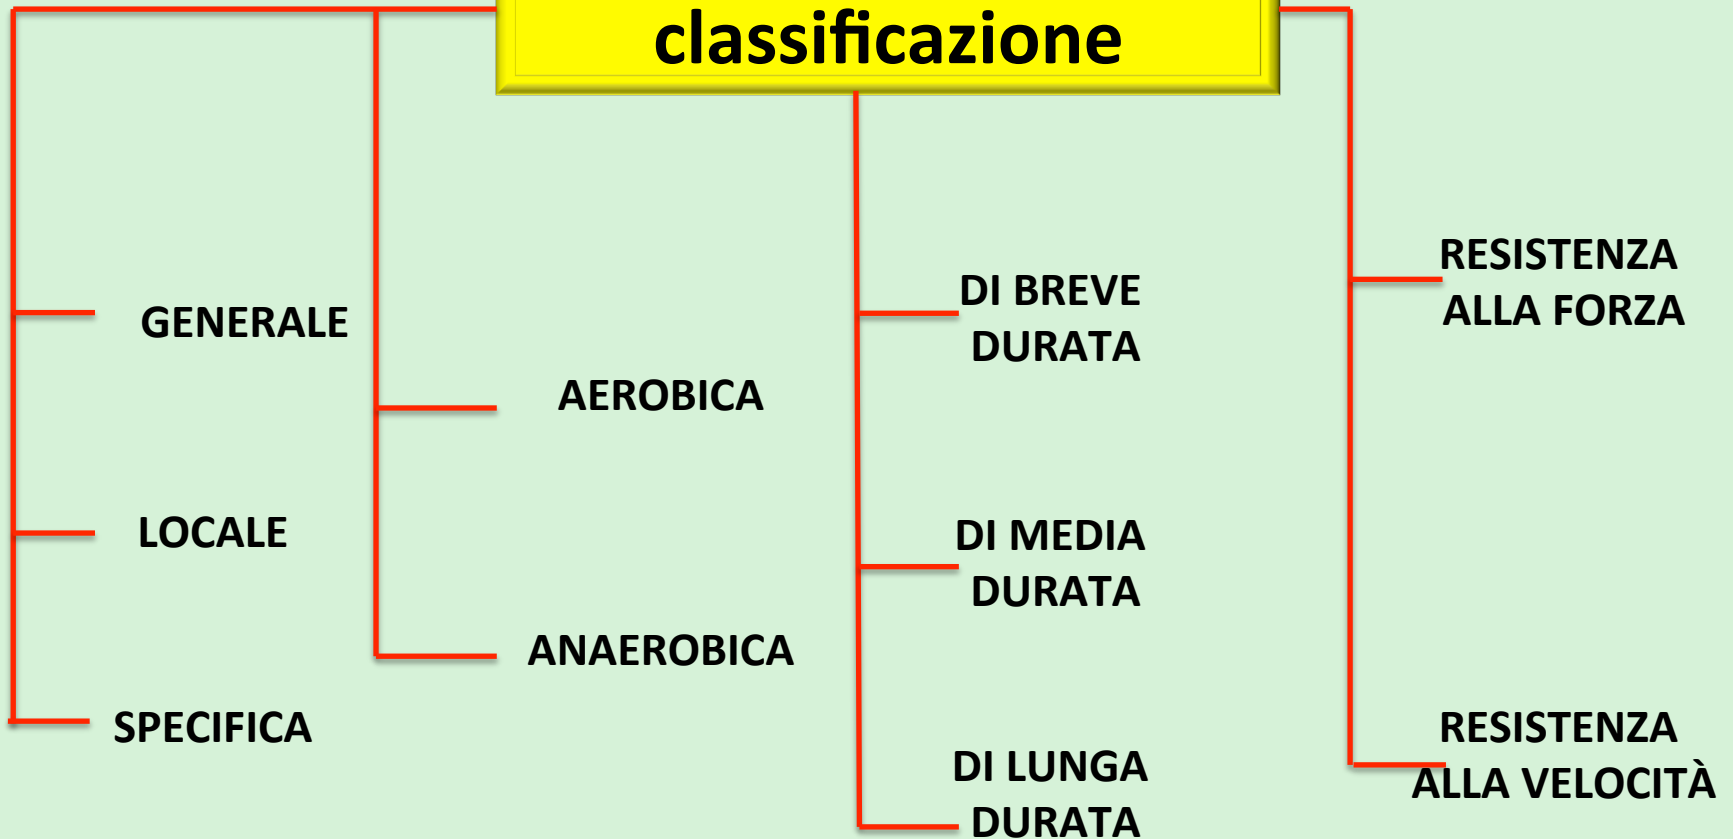 classificazione
GENERALE
LOCALE
SPECIFICA
AEROBICA
ANAEROBICA
DI BREVE
DURATA
DI MEDIA
DURATA
DI LUNGA
DURATA
RESISTENZA
ALLA FORZA
RESISTENZA
ALLA VELOCITÀ